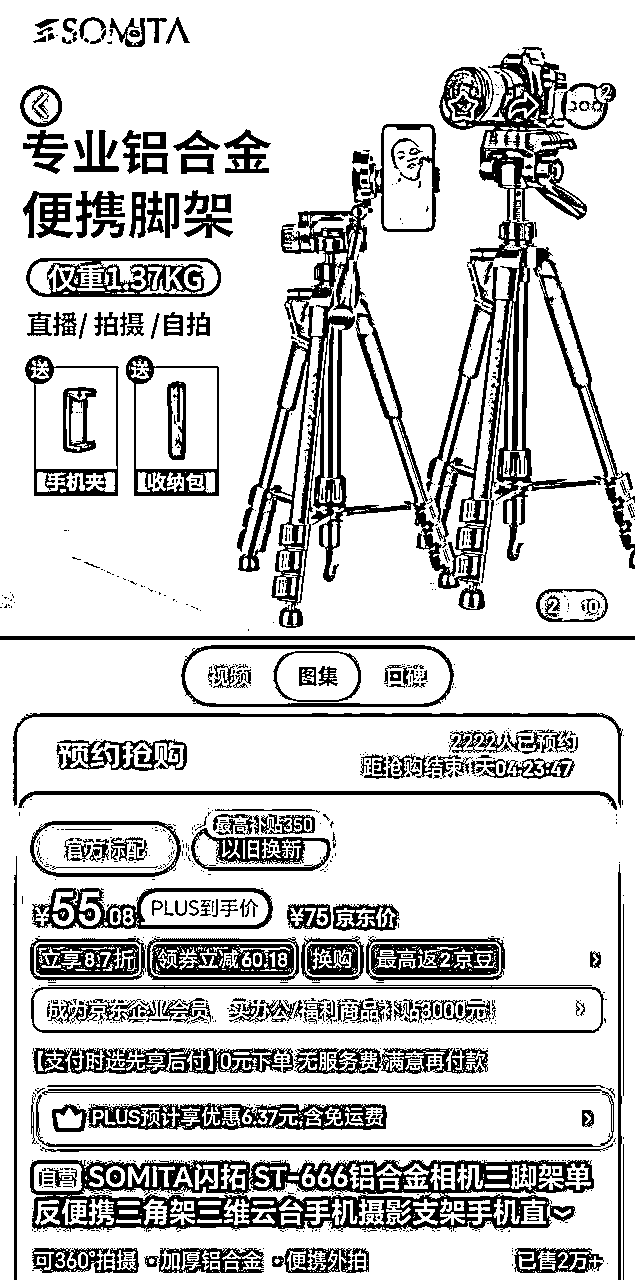 SOMITA
2
专业铝合金
便携脚架
仅重1.37KG
直播/ 拍摄 /自拍
送 送
手机夹 收纳包
2 10
视频 图集 口碑
预约抢购
2222人已预约
距抢购结束1天04:23:47
最高补贴350
官方标配 以旧换新
¥55.08 PLUS到手价 ¥75 京东价
立享8.7折 领券立减60.18 换购 最高返2京豆
成为京东企业会员 买办公/福利商品补贴3000元!
【支付时选先享后付】0元下单 无服务费 满意再付款
PLUS预计享优惠6.37元,含免运费
自营 SOMITA闪拓 ST-666铝合金相机三脚架单
反便携三角架三维云台手机摄影支架手机直
可360°拍摄 加厚铝合金 便携外拍 已售2万+